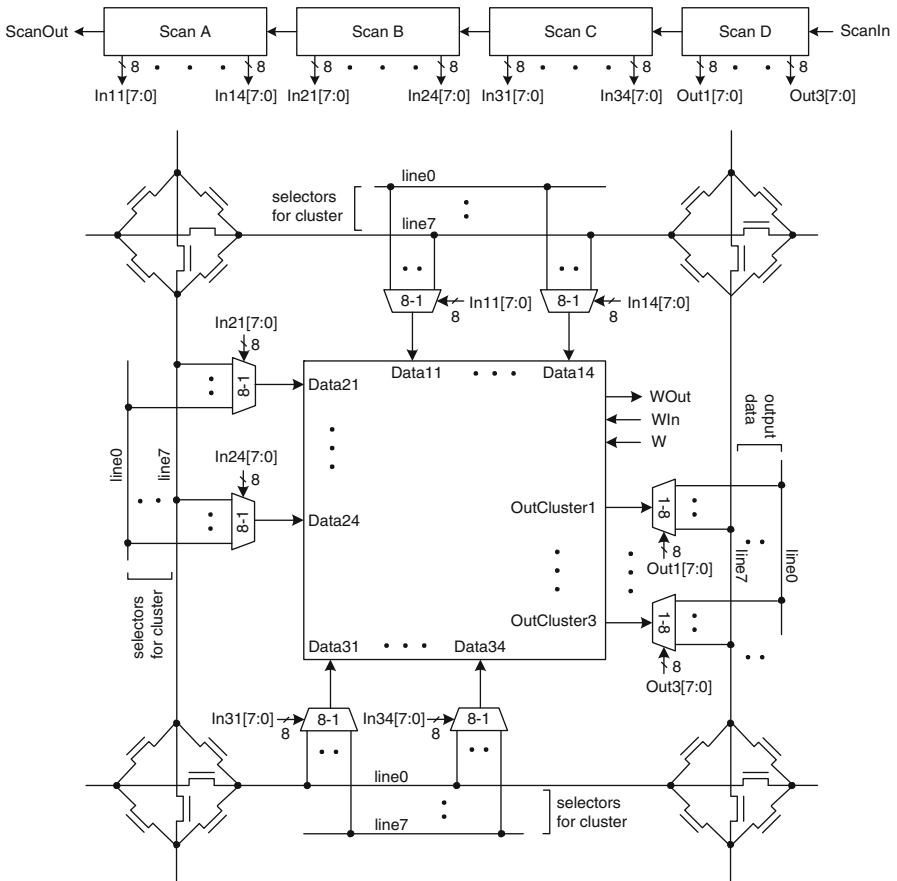 ScanOut
Scan A
Scan B
Scan C
Scan D
ScanIn
8
8
8
8
8
8
8
8
In11[7:0]
In14[7:0]
In21[7:0]
In24[7:0]
In31[7:0]
In34[7:0]
Out1[7:0]
Out3[7:0]
selectors
for cluster
line0
line7
8-1
In11[7:0]
8
8-1
In14[7:0]
8
In21[7:0]
8
8-1
Data21
Data11
Data14
WOut
WIn
W
output
data
line0
line7
In24[7:0]
8
8-1
Data24
OutCluster1
1-8
8
Out1[7:0]
line7
line0
selectors
for cluster
OutCluster3
1-8
8
Out3[7:0]
Data31
Data34
In31[7:0]
8
8-1
In34[7:0]
8
8-1
line0
line7
selectors
for cluster